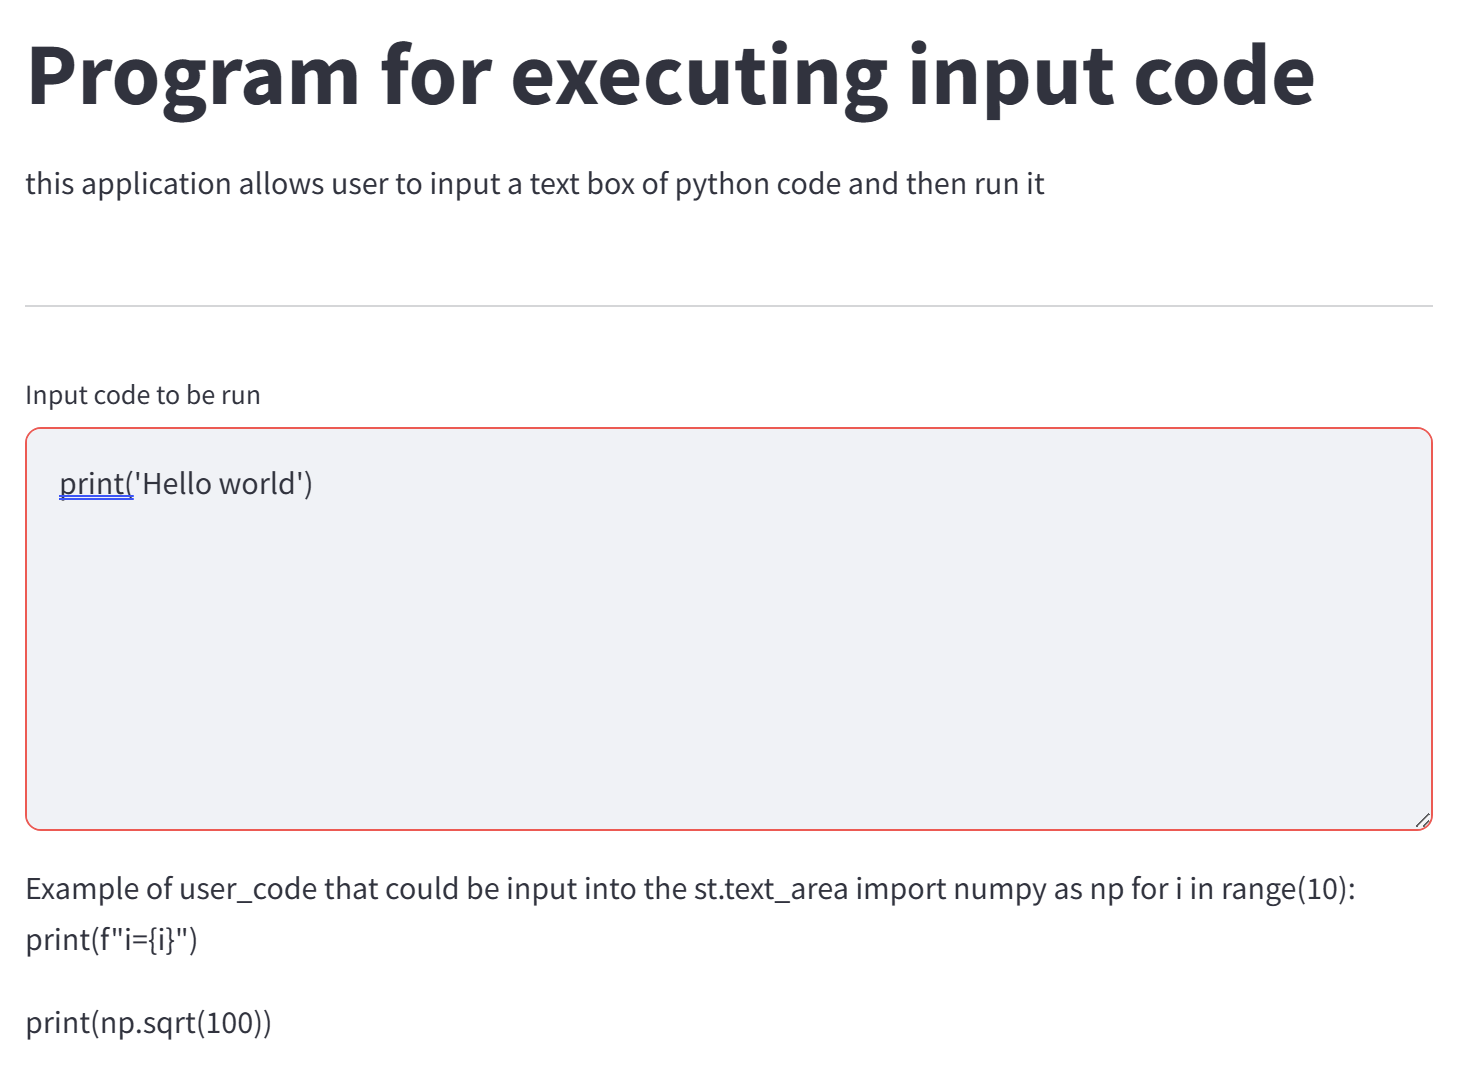 Program for executing input code
this application allows user to input a text box of python code and then run it
Input code to be run
print('Hello world')
Example of user_code that could be input into the st.text_area import numpy as np for i in range(10):
print(f"i={i}")
print(np.sqrt(100))